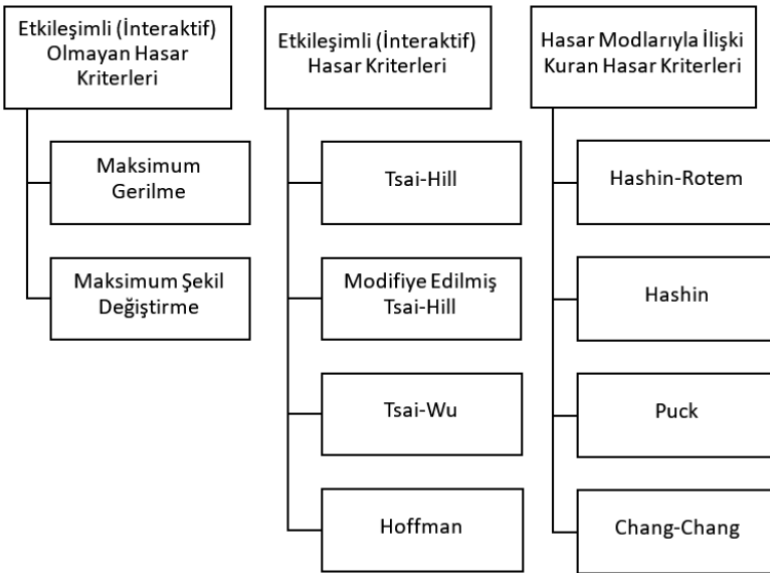 Etkileşimli (İnteraktif)
Olmayan Hasar
Kriterleri
Maksimum
Gerilme
Maksimum Şekil
Değiştirme
Etkileşimli (İnteraktif)
Hasar Kriterleri
Tsai-Hill
Modifiye Edilmiş
Tsai-Hill
Tsai-Wu
Hoffman
Hasar Modlarıyla İlişki
Kuran Hasar Kriterleri
Hashin-Rotem
Hashin
Puck
Chang-Chang